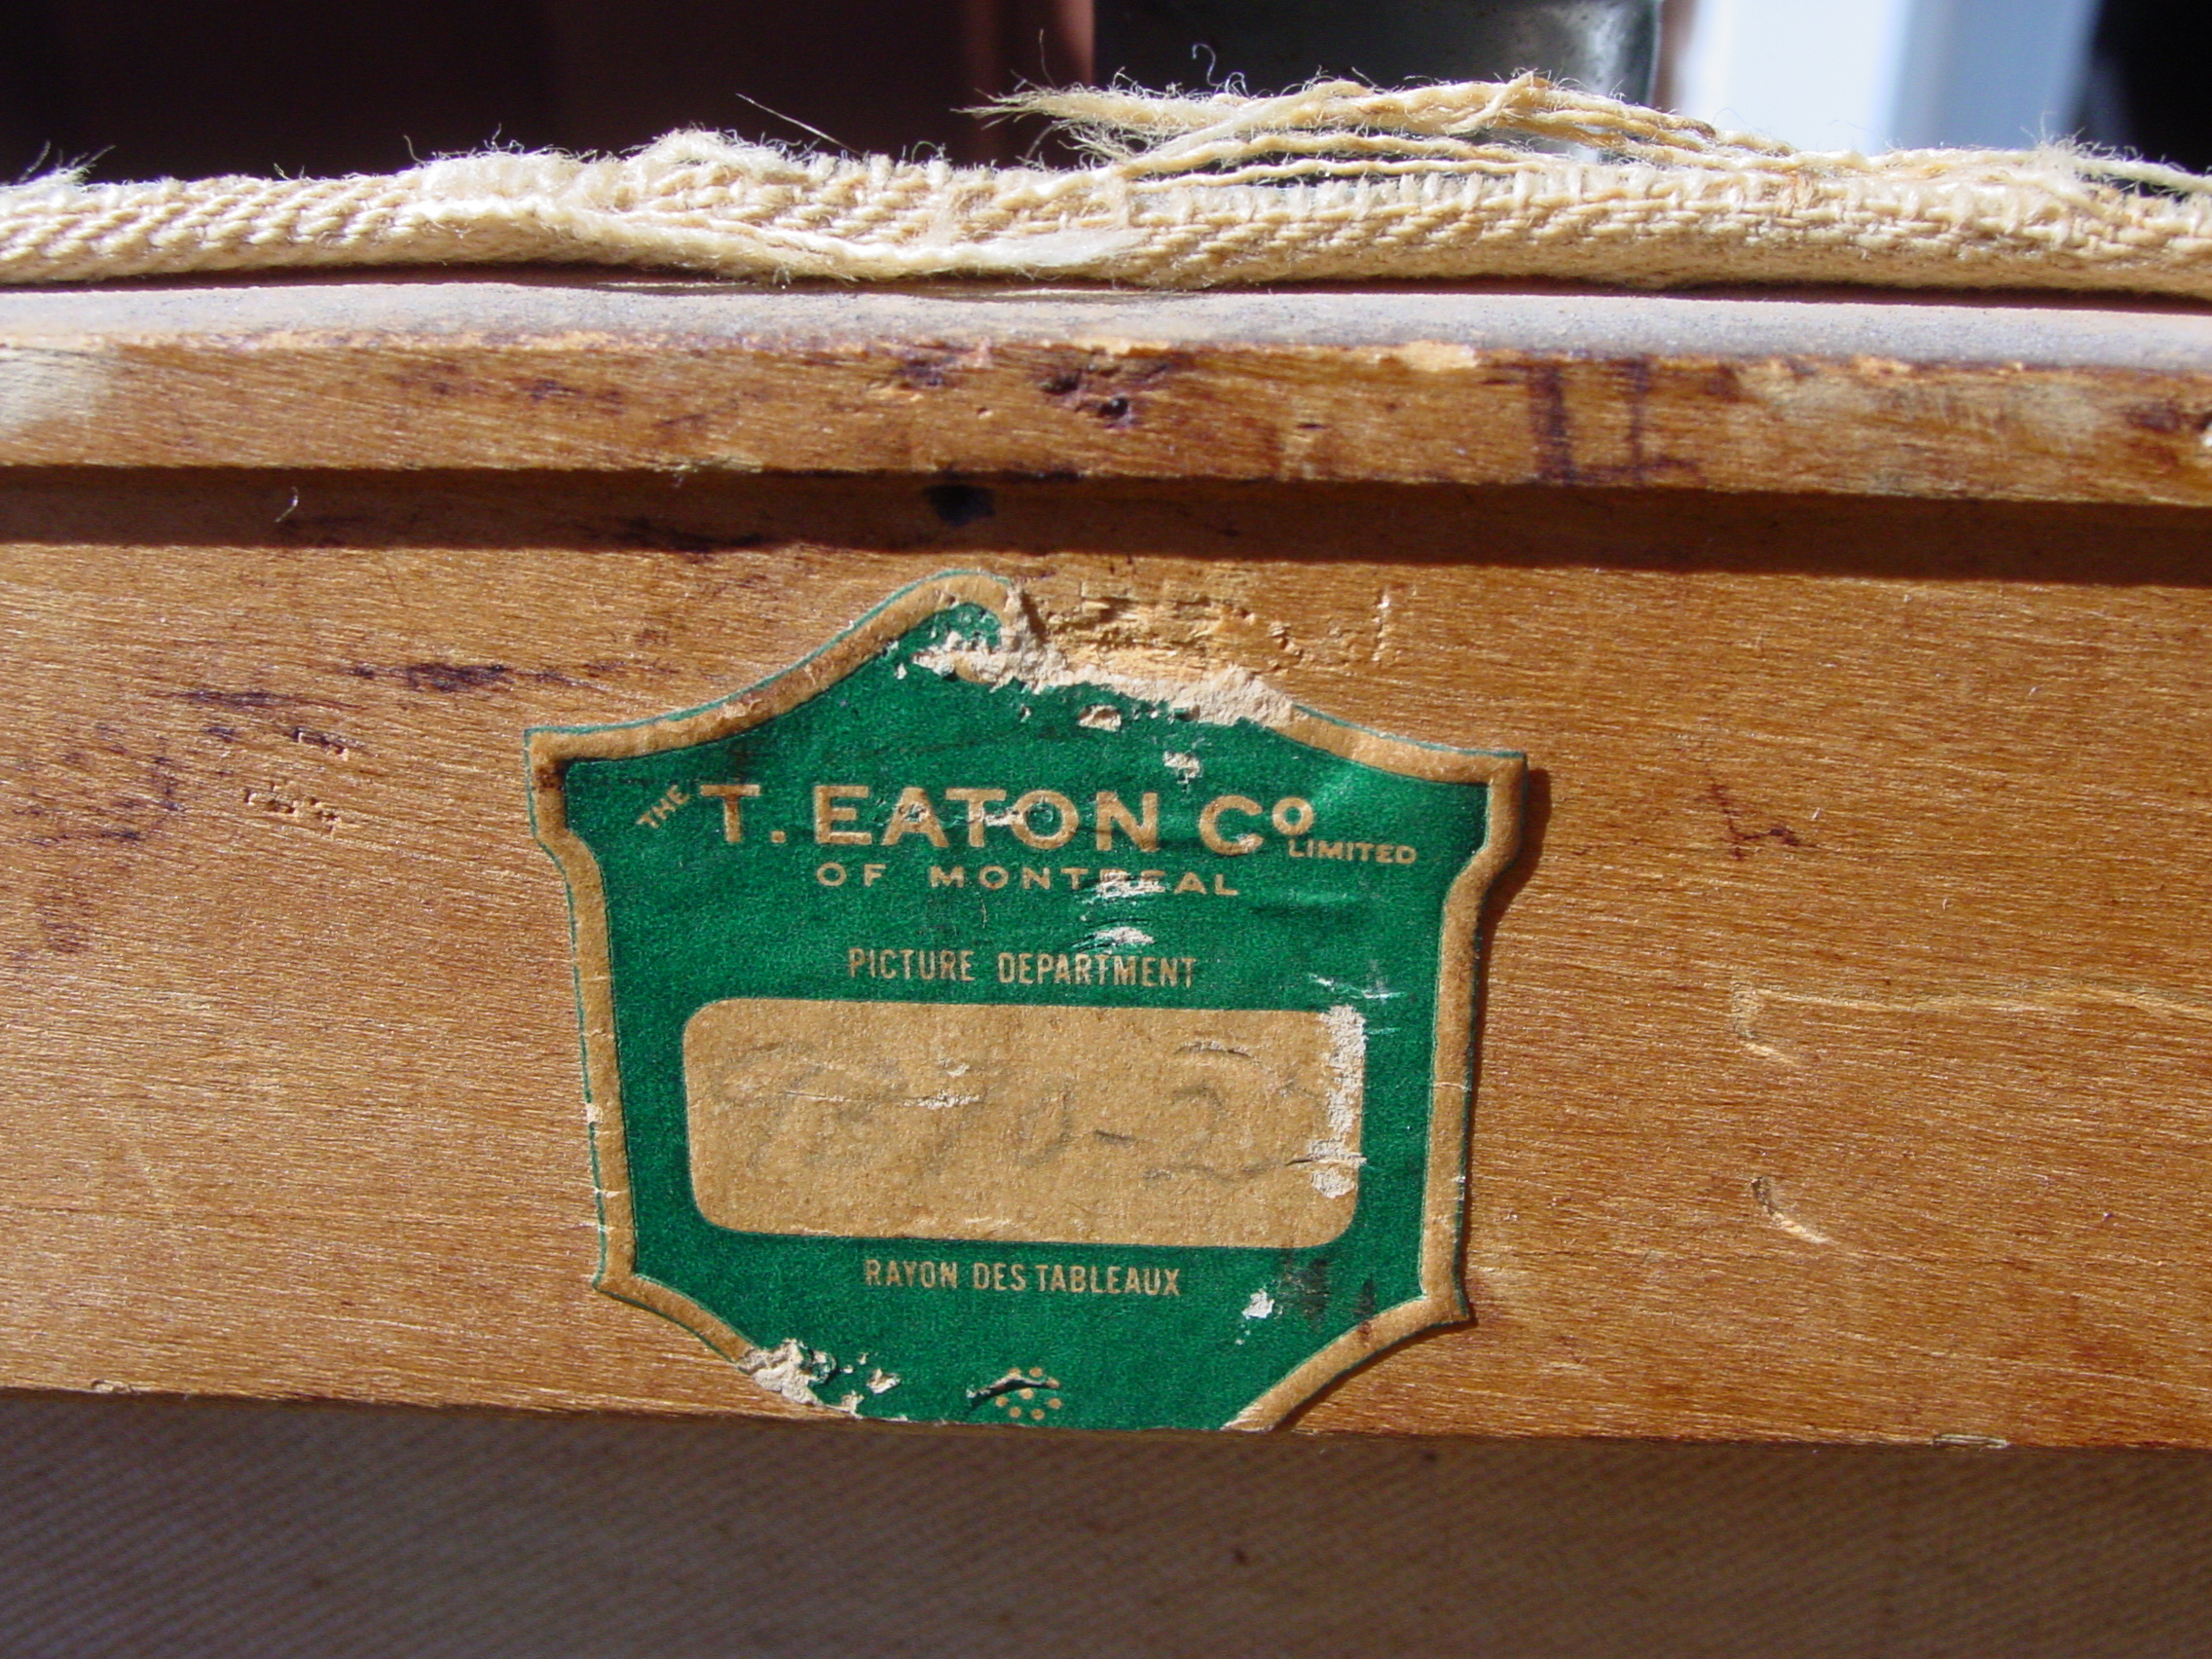 THE T. EATON Co LIMITED
OF MONTREAL
PICTURE DEPARTMENT
RAYON DES TABLEAUX